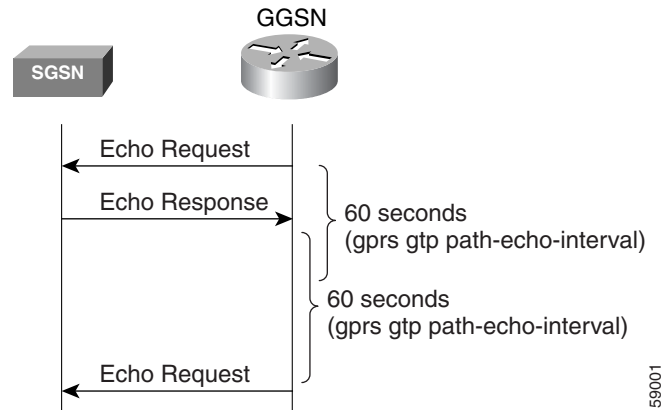 GGSN
SGSN
Echo Request
Echo Response
60 seconds
(gprs gtp path-echo-interval)
60 seconds
(gprs gtp path-echo-interval)
Echo Request
59001